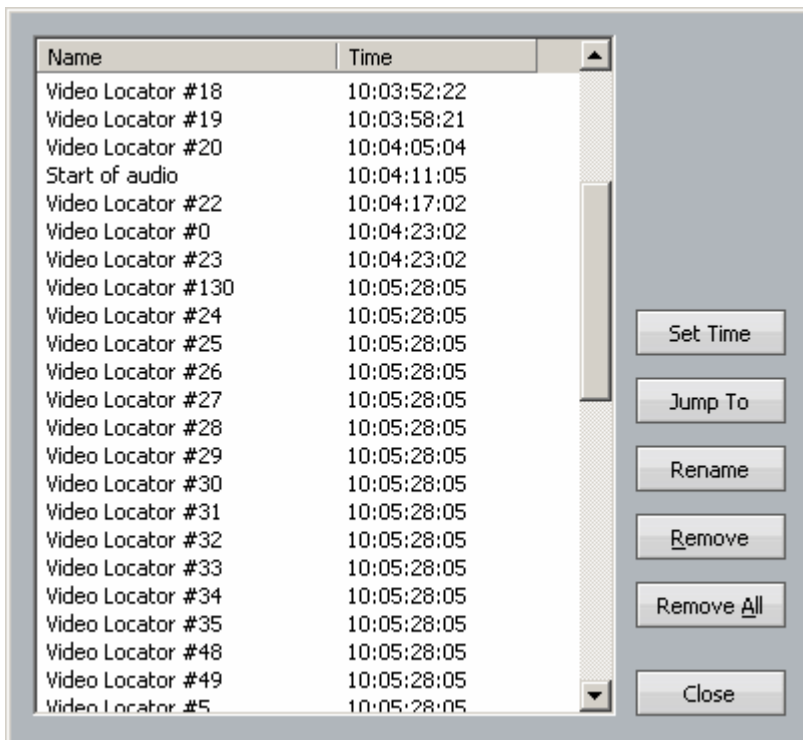 Name Time
Video Locator #18 10:03:52:22
Video Locator #19 10:03:58:21
Video Locator #20 10:04:05:04
Start of audio 10:04:11:05
Video Locator #22 10:04:17:02
Video Locator #0 10:04:23:02
Video Locator #23 10:04:23:02
Video Locator #130 10:05:28:05
Video Locator #24 10:05:28:05
Video Locator #25 10:05:28:05
Video Locator #26 10:05:28:05
Video Locator #27 10:05:28:05
Video Locator #28 10:05:28:05
Video Locator #29 10:05:28:05
Video Locator #30 10:05:28:05
Video Locator #31 10:05:28:05
Video Locator #32 10:05:28:05
Video Locator #33 10:05:28:05
Video Locator #34 10:05:28:05
Video Locator #35 10:05:28:05
Video Locator #48 10:05:28:05
Video Locator #49 10:05:28:05
Video Locator #5 10:05:28:05
Set Time
Jump To
Rename
Remove
Remove All
Close